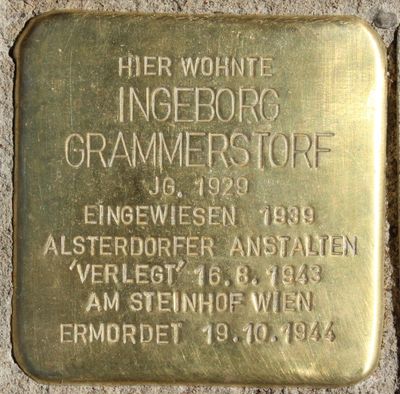 HIER WOHNTE
INGEBORG
GRAMMERSTORF
JG. 1929
EINGEWIESEN 1939
ALSTERDORFER ANSTALTEN
'VERLEGT' 16.8.1943
AM STEINHOF WIEN
ERMORDET 19.10.1944